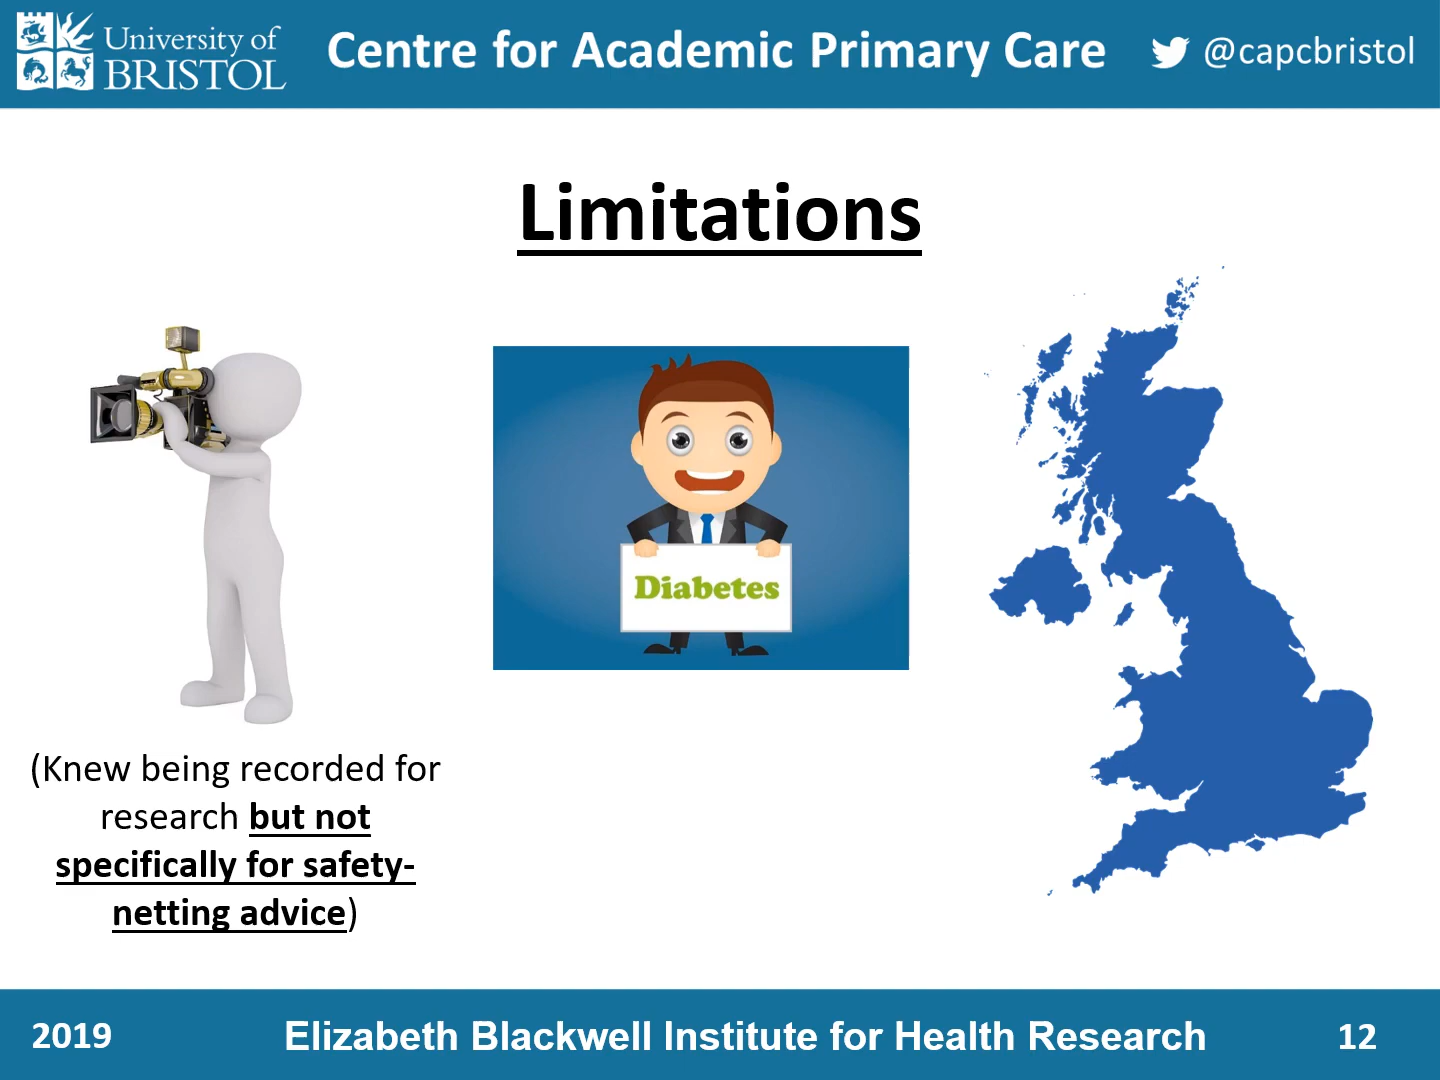 University of
BRISTOL
Centre for Academic Primary Care
@capcbristol
Limitations
Diabetes
(Knew being recorded for
research but not
specifically for safety-
netting advice)
2019
Elizabeth Blackwell Institute for Health Research
12